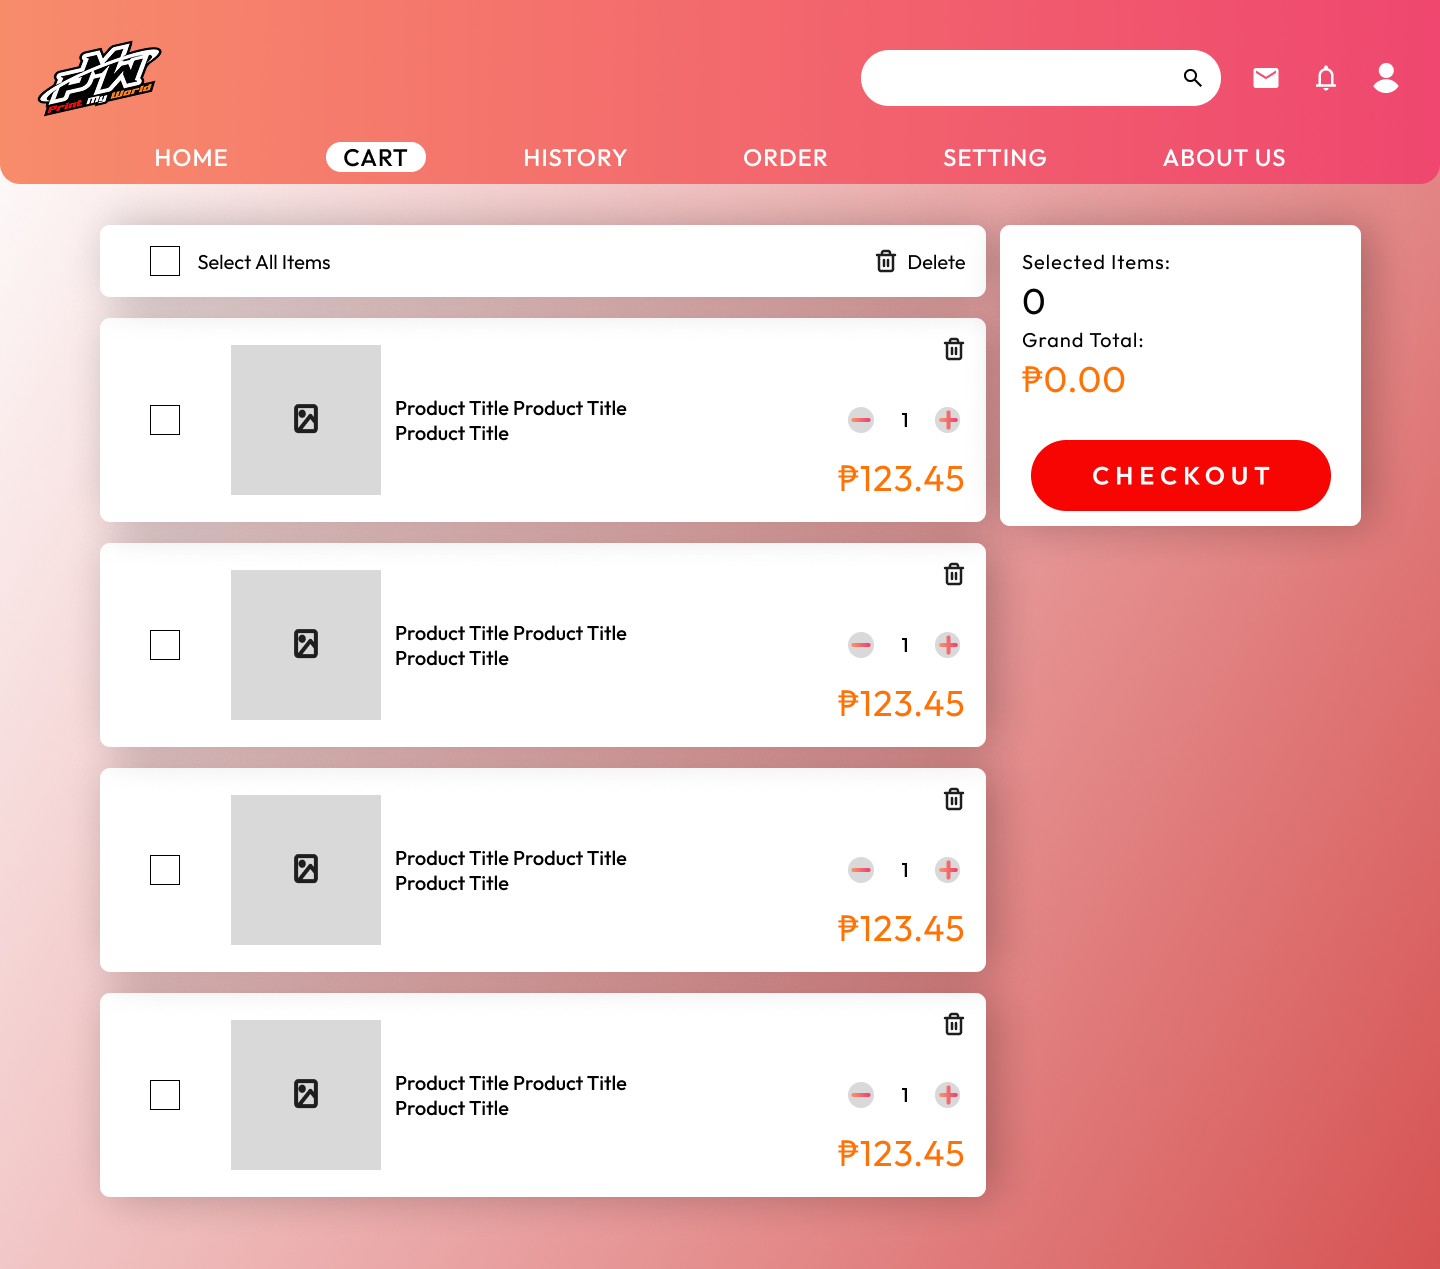 PMW
Print My World
HOME CART HISTORY ORDER SETTING ABOUT US
Select All Items Delete
Selected Items:
0
Grand Total:
₱0.00
CHECKOUT
Product Title Product Title
Product Title
1
₱123.45
Product Title Product Title
Product Title
1
₱123.45
Product Title Product Title
Product Title
1
₱123.45
Product Title Product Title
Product Title
1
₱123.45